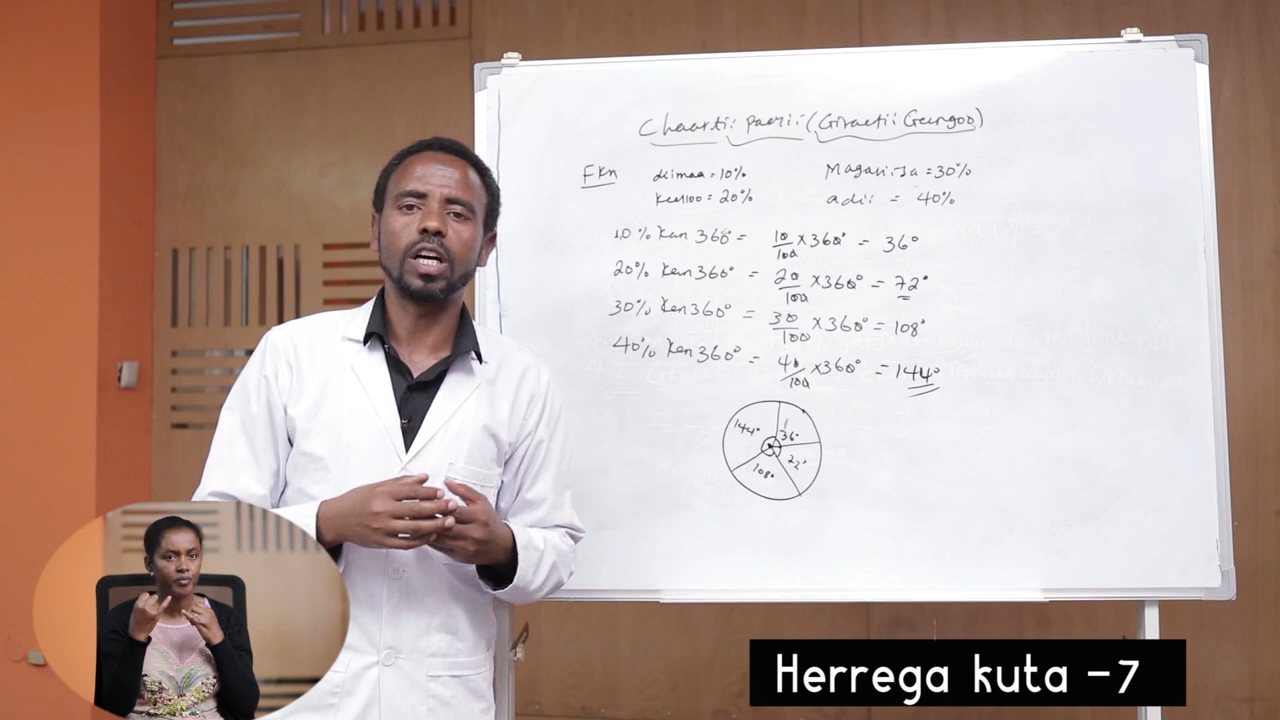 Chaartii paayii (Giraafii Geengoo)
Fkn diimaa = 10% Magariisa = 30%
keelloo = 20% adii = 40%
10% kan 360° = 10/100 x 360° = 36°
20% kan 360° = 20/100 x 360° = 72°
30% kan 360° = 30/100 x 360° = 108°
40% kan 360° = 40/100 x 360° = 144°
144° 36°
108° 72°
Herrega kuta -7